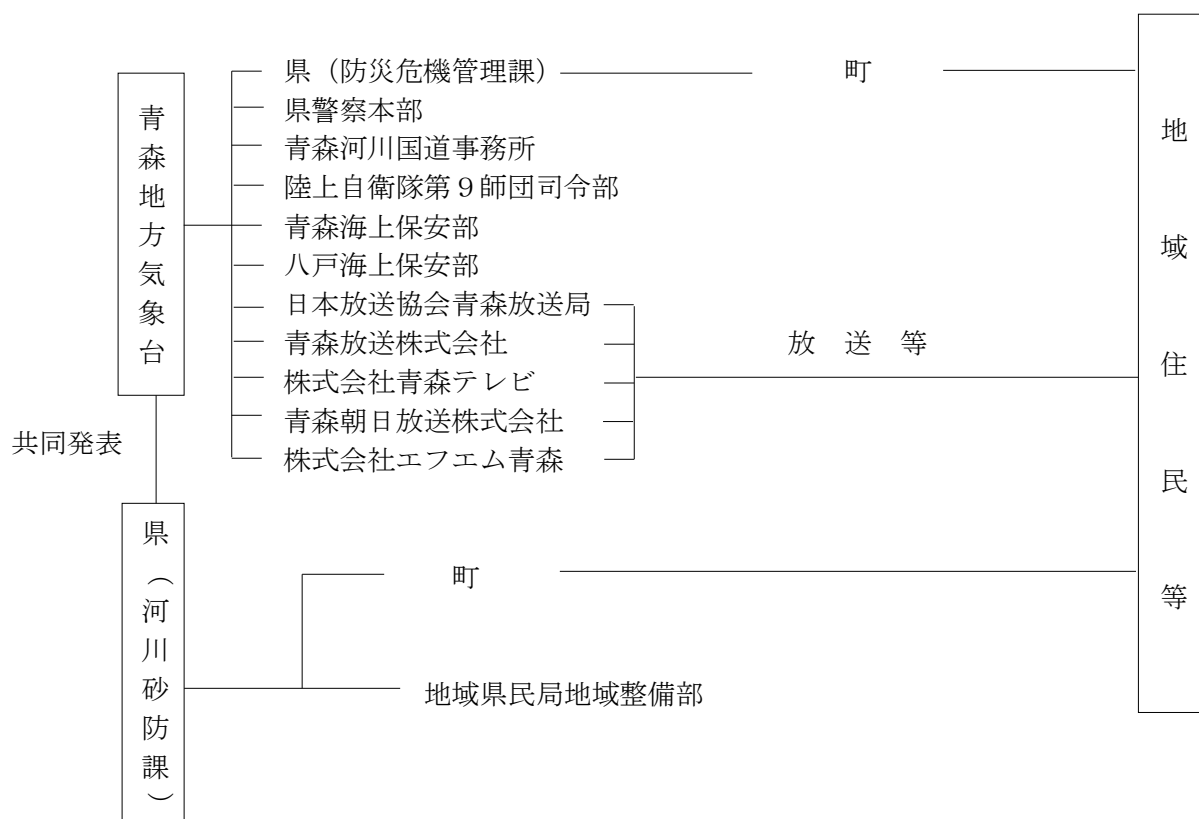 青森地方気象台
県（防災危機管理課）
町
県警察本部
青森河川国道事務所
陸上自衛隊第９師団司令部
青森海上保安部
八戸海上保安部
日本放送協会青森放送局
青森放送株式会社
株式会社青森テレビ
青森朝日放送株式会社
株式会社エフエム青森
放　送　等
地域住民等
共同発表
県（河川砂防課）
町
地域県民局地域整備部